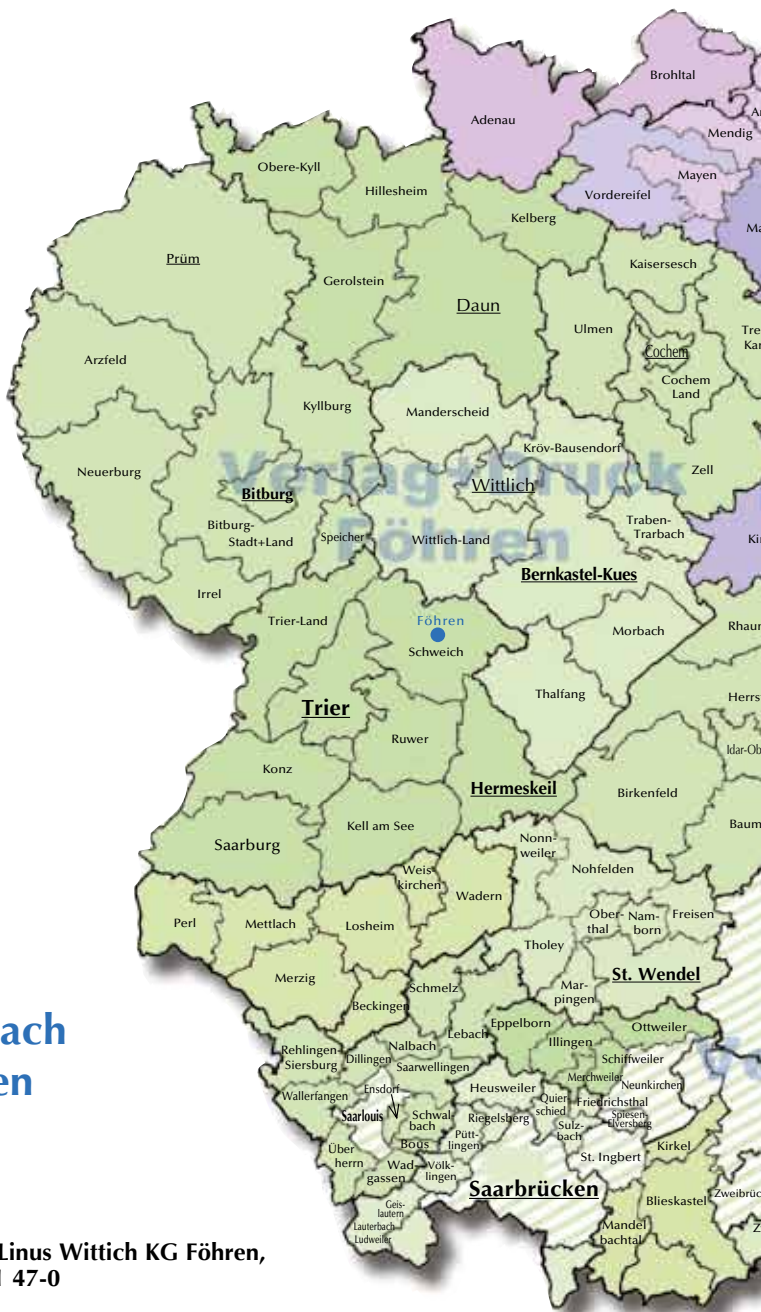 Brohltal
Adenau
Mendig
Mayen
Vordereifel
Obere-Kyll
Hillesheim
Kelberg
Prüm
Gerolstein
Daun
Kaisersesch
Ulmen
Cochem
Cochem
Land
Arzfeld
Kyllburg
Manderscheid
Kröv-Bausendorf
Zell
Neuerburg
Verlag+Druck
Föhren
Bitburg
Wittlich
Bitburg-
Stadt+Land
Speicher
Wittlich-Land
Traben-
Trarbach
Bernkastel-Kues
Irrel
Trier-Land
Föhren
Schweich
Morbach
Thalfang
Trier
Ruwer
Konz
Hermeskeil
Birkenfeld
Saarburg
Kell am See
Nonn-
weiler
Nohfelden
Weis
kirchen
Wadern
Perl
Mettlach
Losheim
Ober-
thal
Nam-
born
Freisen
Tholey
St. Wendel
Merzig
Beckingen
Schmelz
Mar-
pingen
ach
en
Lebach
Eppelborn
Illingen
Ottweiler
Rehlingen-
Siersburg
Dillingen
Nalbach
Saarwellingen
Merchweiler
Schiffweiler
Neunkirchen
Wallerfangen
Ensdorf
Saarlouis
Schwal-
bach
Heusweiler
Riegelsberg
Quier-
schied
Friedrichsthal
Spiesen-
Elversberg
Sulz-
bach
Bous
Pütt-
lingen
St. Ingbert
Kirkel
Über
herrn
Wad-
gassen
Völk-
lingen
Saarbrücken
Blieskastel
Geis-
lautern
Lauterbach
Ludweiler
Mandel
bachtal
Linus Wittich KG Föhren,
47-0